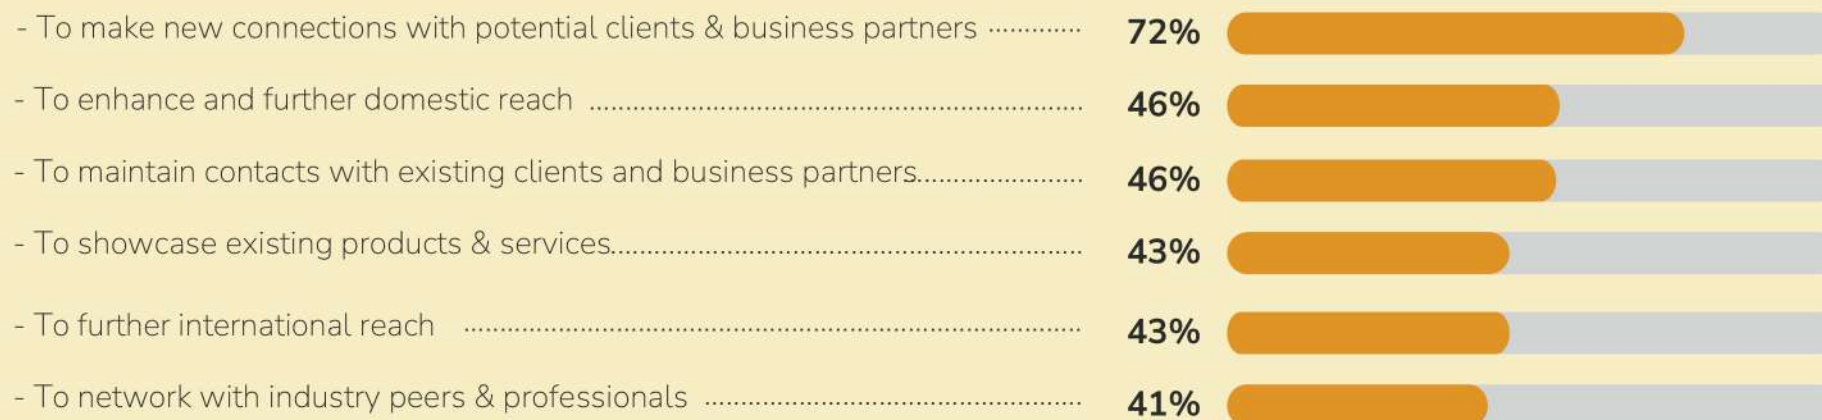 - To make new connections with potential clients & business partners ............. 72%
- To enhance and further domestic reach ..................................................................... 46%
- To maintain contacts with existing clients and business partners....................... 46%
- To showcase existing products & services.................................................................. 43%
- To further international reach ...................................................................................... 43%
- To network with industry peers & professionals ..................................................... 41%